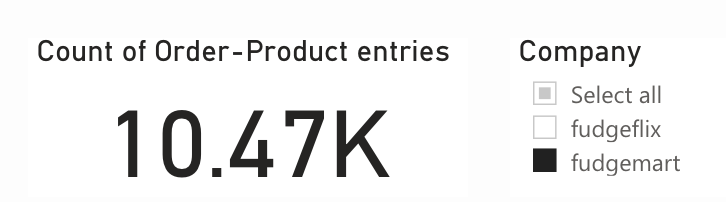 Count of Order-Product entries
10.47K
Company
Select all
fudgeflix
fudgemart